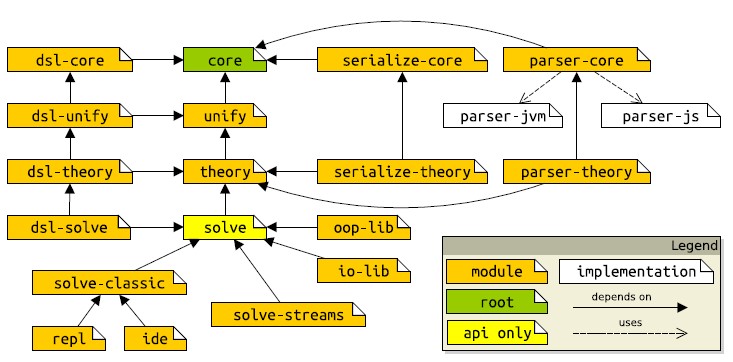 dsl-core
core
serialize-core
parser-core
dsl-unify
unify
parser-jvm
parser-js
dsl-theory
theory
serialize-theory
parser-theory
dsl-solve
solve
oop-lib
io-lib
solve-classic
solve-streams
repl
ide
Legend
module
implementation
root
depends on
api only
uses